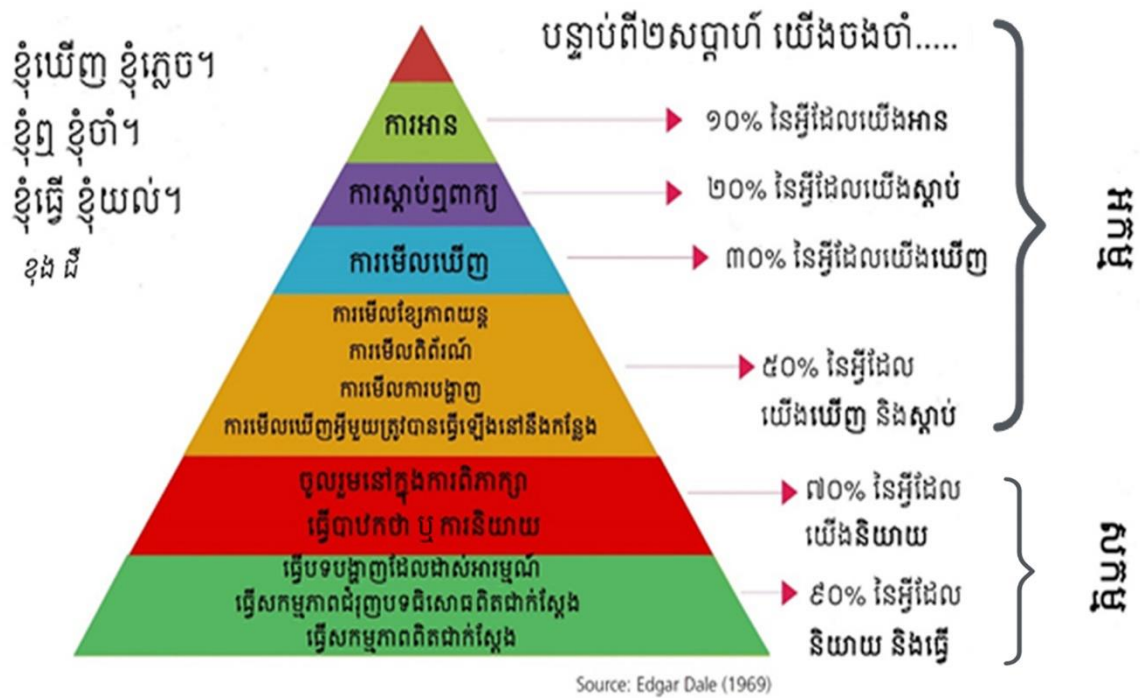 ខ្ញុំឃើញ ខ្ញុំភ្លេច។
ខ្ញុំឮ ខ្ញុំចាំ។
ខ្ញុំធ្វើ ខ្ញុំយល់។
ខុង ជឺ
បន្ទាប់ពី២សប្តាហ៍ យើងចងចាំ.....
ការអាន
១០% នៃអ្វីដែលយើងអាន
ការស្តាប់ឮពាក្យ
២០% នៃអ្វីដែលយើងស្តាប់
ការមើលឃើញ
៣០% នៃអ្វីដែលយើងឃើញ
ការមើលខ្សែភាពយន្ត
ការមើលពិព័រណ៍
ការមើលការបង្ហាញ
ការមើលឃើញអ្វីមួយត្រូវបានធ្វើឡើងនៅនឹងកន្លែង
៥០% នៃអ្វីដែល
យើងឃើញ និងស្តាប់
អកម្ម
ចូលរួមនៅក្នុងការពិភាក្សា
ធ្វើបាឋកថា ឬ ការនិយាយ
៧០% នៃអ្វីដែល
យើងនិយាយ
ធ្វើបទបង្ហាញដែលដាស់អារម្មណ៍
ធ្វើសកម្មភាពជំរុញបទពិសោធពិតជាក់ស្តែង
ធ្វើសកម្មភាពពិតជាក់ស្តែង
៩០% នៃអ្វីដែល
និយាយ និងធ្វើ
សកម្ម
Source: Edgar Dale (1969)